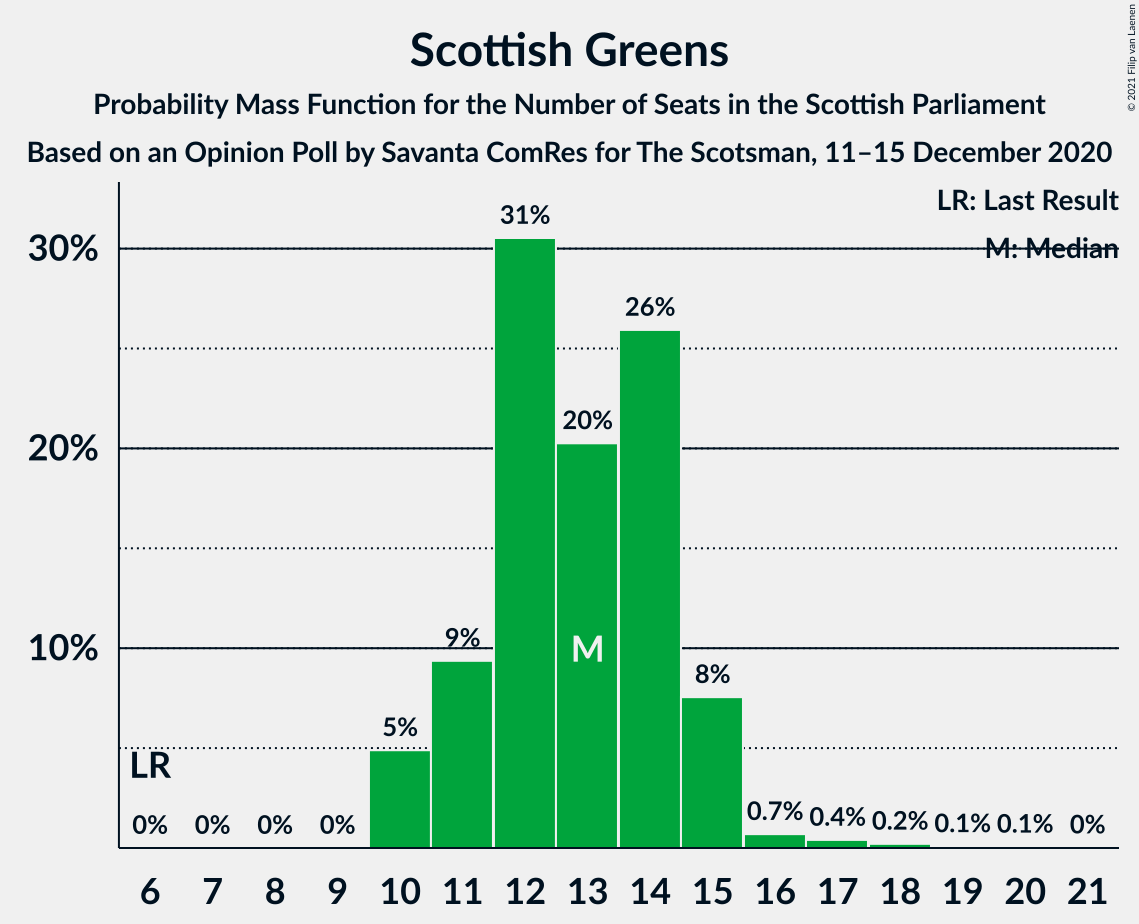 Scottish Greens
Probability Mass Function for the Number of Seats in the Scottish Parliament
Based on an Opinion Poll by Savanta ComRes for The Scotsman, 11–15 December 2020
© 2021 Filip van Laenen
LR: Last Result
M: Median
30%
20%
10%
31%
26%
20%
9%
M
8%
5%
LR
0% 0% 0% 0% 0.7% 0.4% 0.2% 0.1% 0.1% 0%
6 7 8 9 10 11 12 13 14 15 16 17 18 19 20 21